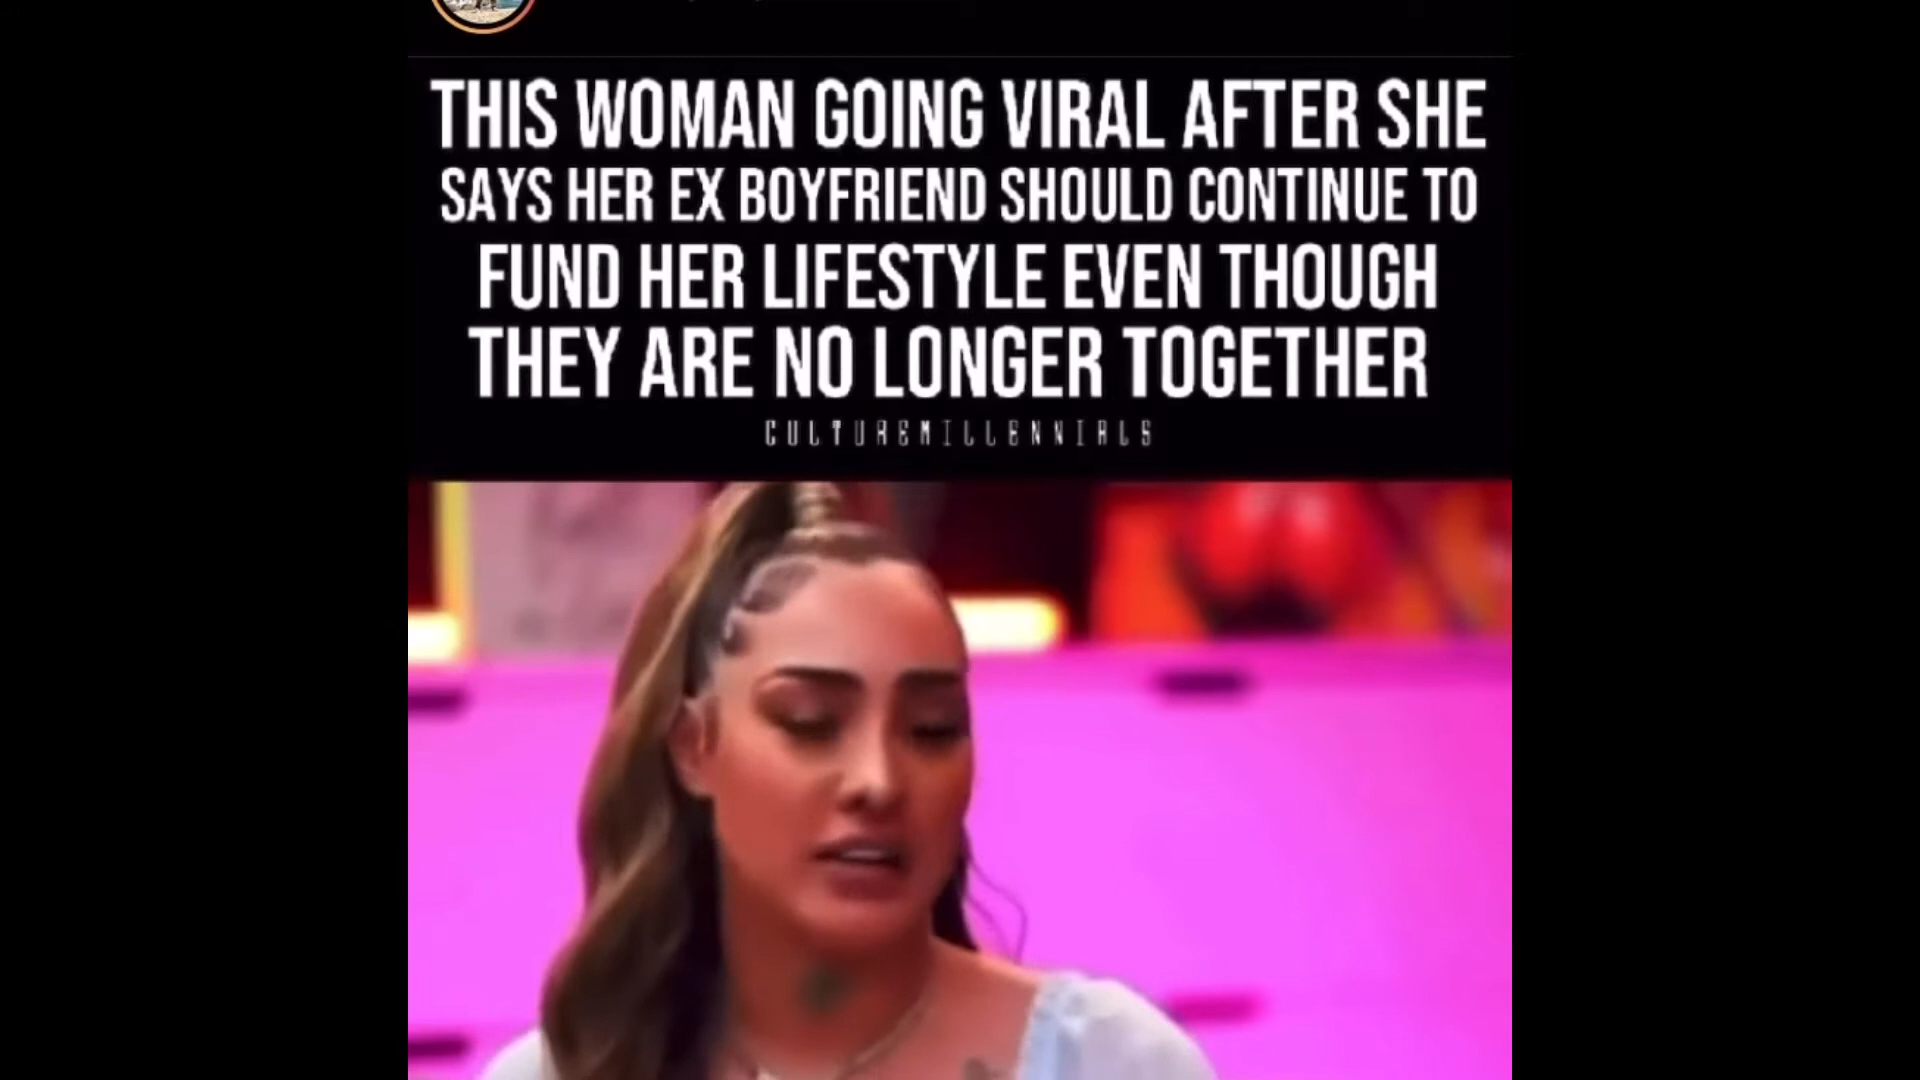 THIS WOMAN GOING VIRAL AFTER SHE
SAYS HER EX BOYFRIEND SHOULD CONTINUE TO
FUND HER LIFESTYLE EVEN THOUGH
THEY ARE NO LONGER TOGETHER
CULTUREMILLENNIALS